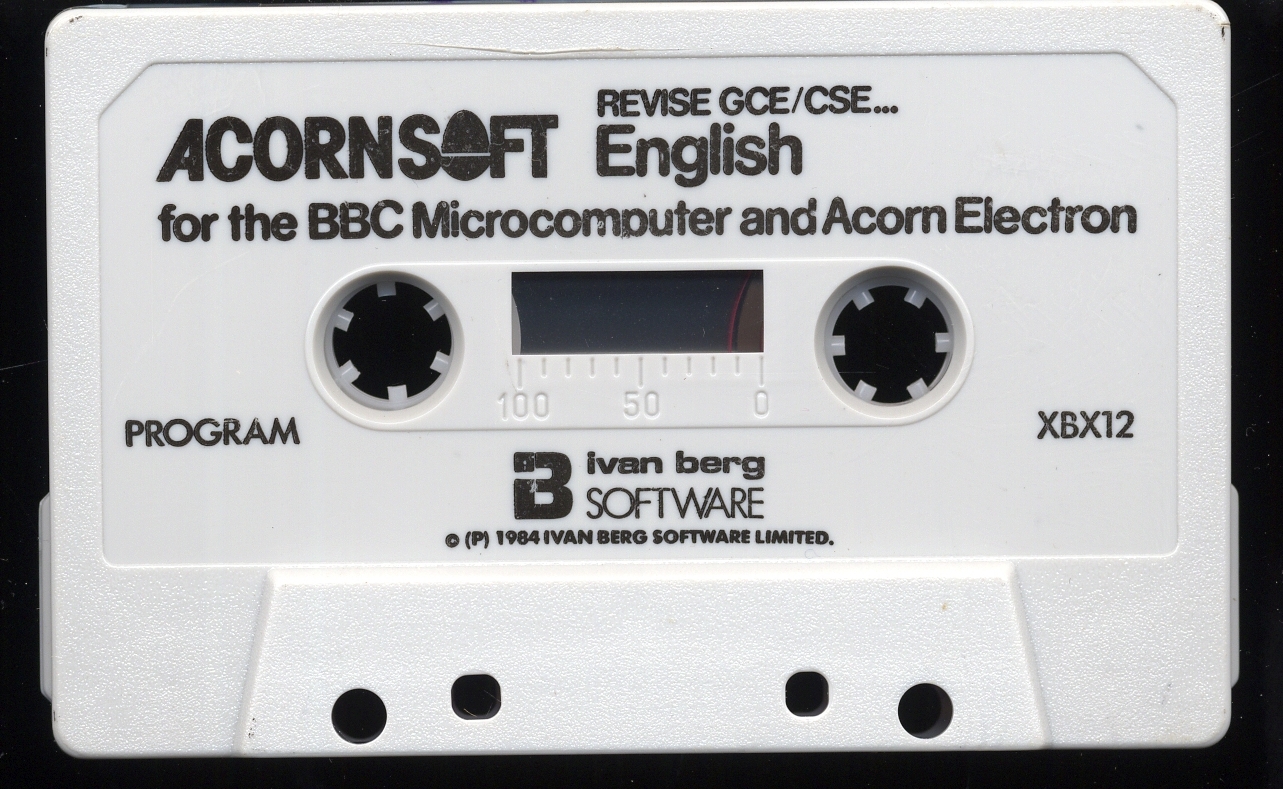 ACORNSOFT
REVISE GCE/CSE...
English
for the BBC Microcomputer and Acorn Electron
100 50 0
PROGRAM
XBX12
ivan berg
SOFTWARE
© (P) 1984 IVAN BERG SOFTWARE LIMITED.